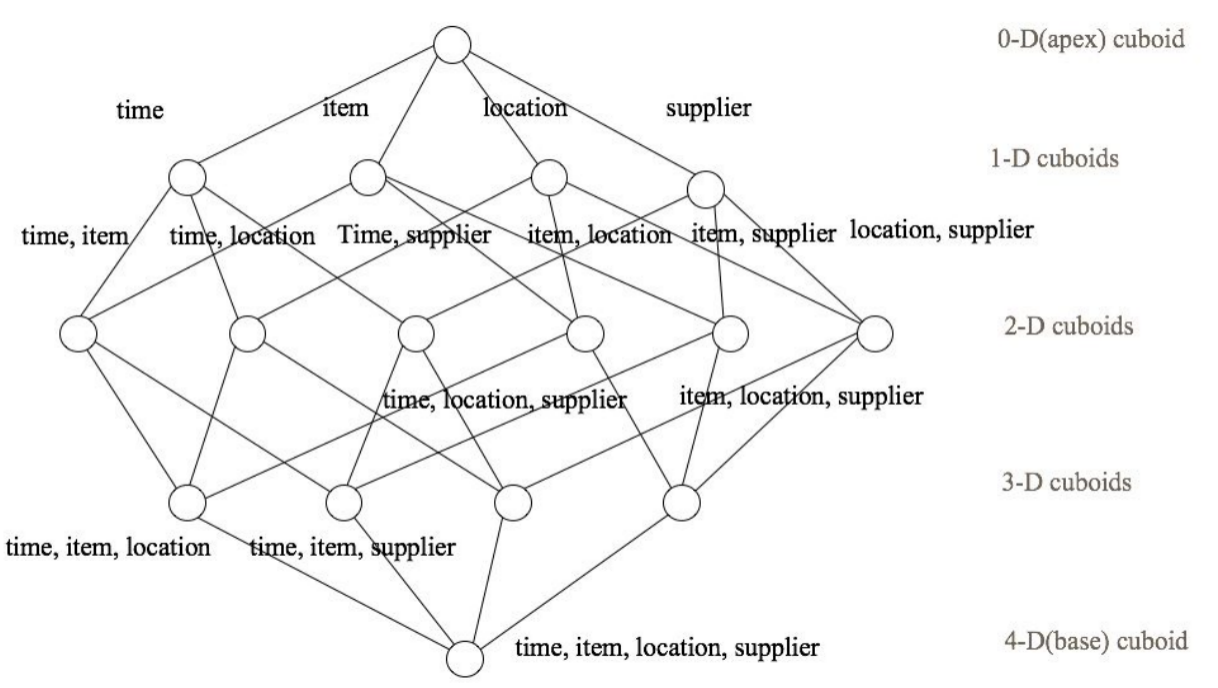 0-D(apex) cuboid
time
item
location
supplier
1-D cuboids
time, item
time, location
Time, supplier
item, location
item, supplier
location, supplier
2-D cuboids
time, location, supplier
item, location, supplier
3-D cuboids
time, item, location
time, item, supplier
time, item, location, supplier
4-D(base) cuboid